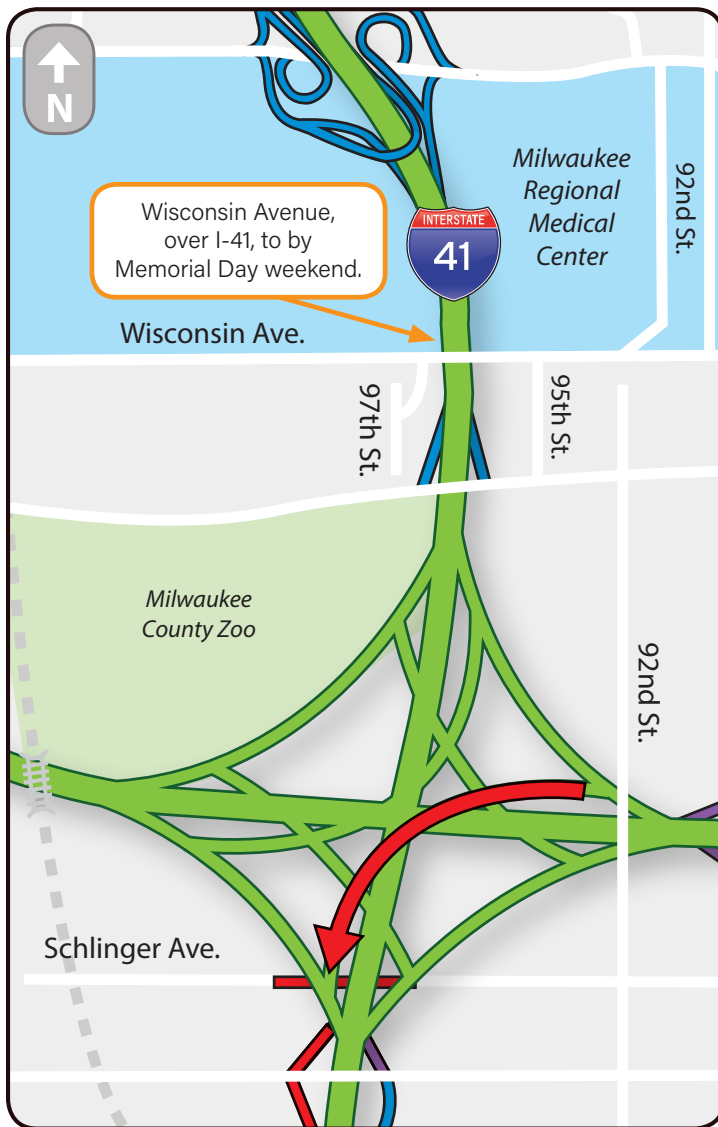 N
Milwaukee
Regional
Medical
Center
92nd St.
Wisconsin Avenue,
over I-41, to by
Memorial Day weekend.
INTERSTATE
41
Wisconsin Ave.
97th St.
95th St.
Milwaukee
County Zoo
92nd St.
Schlinger Ave.